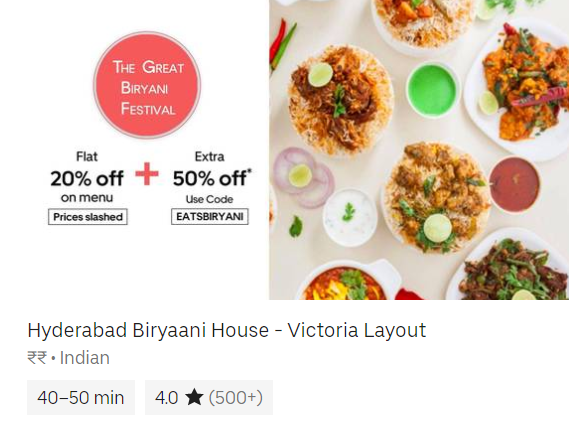 The Great
Biryani
Festival
Flat
20% off
on menu
Prices slashed
+
Extra
50% off*
Use Code
EATSBIRYANI
Hyderabad Biryaani House - Victoria Layout
₹₹ • Indian
40–50 min
4.0 ★ (500+)